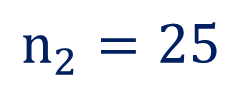 n₂ = 25